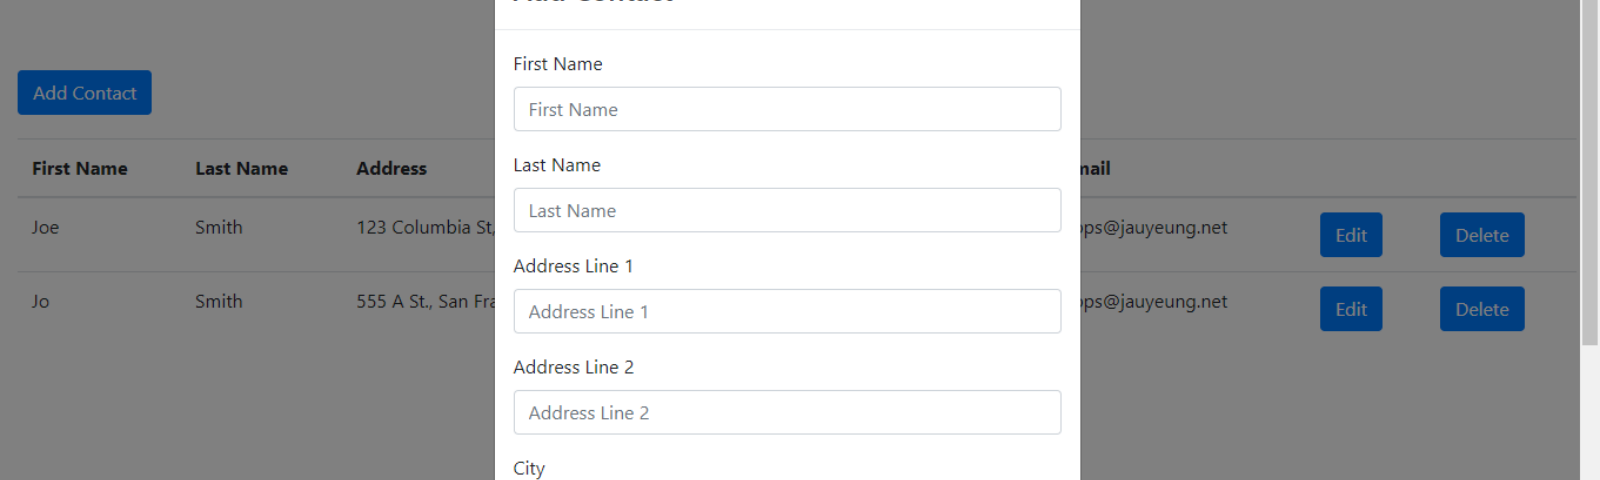 Add Contact
First Name
First Name
Last Name
Last Name
Address Line 1
Address Line 1
Address Line 2
Address Line 2
City
Add Contact
First Name Last Name Address
Joe Smith 123 Columbia St, ps@jauyeung.net Edit Delete
Jo Smith 555 A St., San Fra ps@jauyeung.net Edit Delete